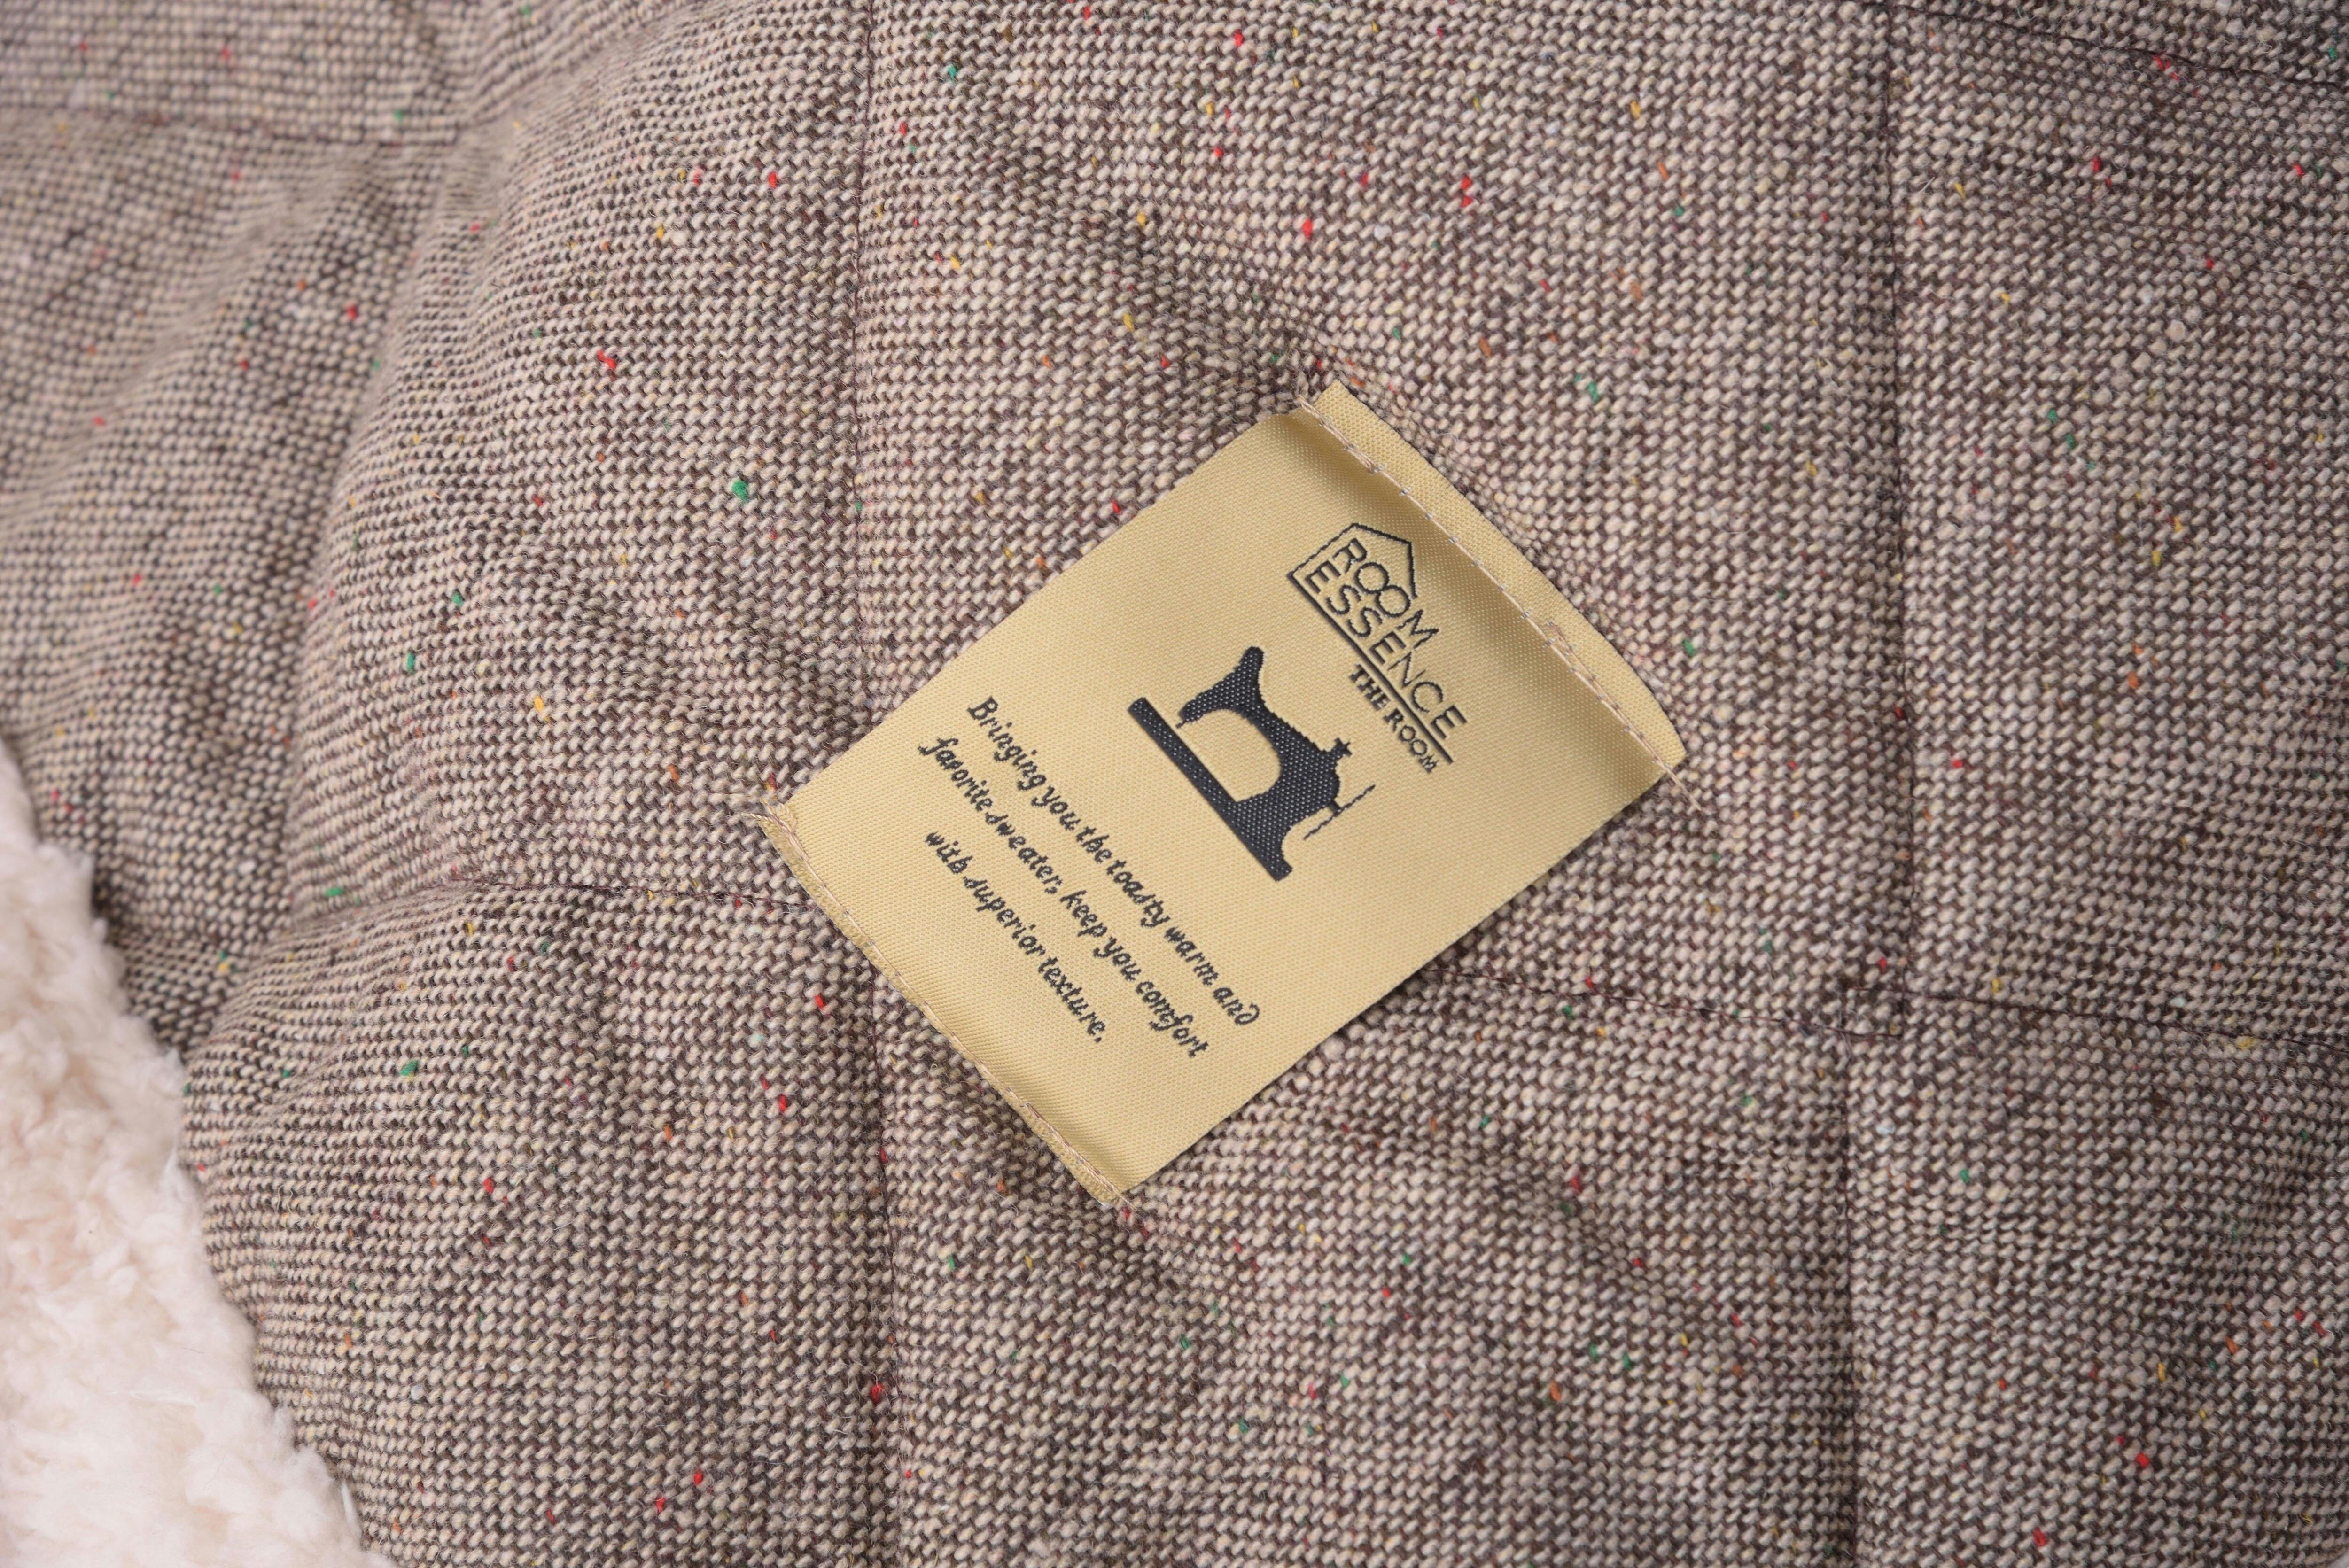 ROOM
ESSENCE
THE ROOM
Bringing you the toasty warm and
favorite sweater, keep you comfort
with superior texture.